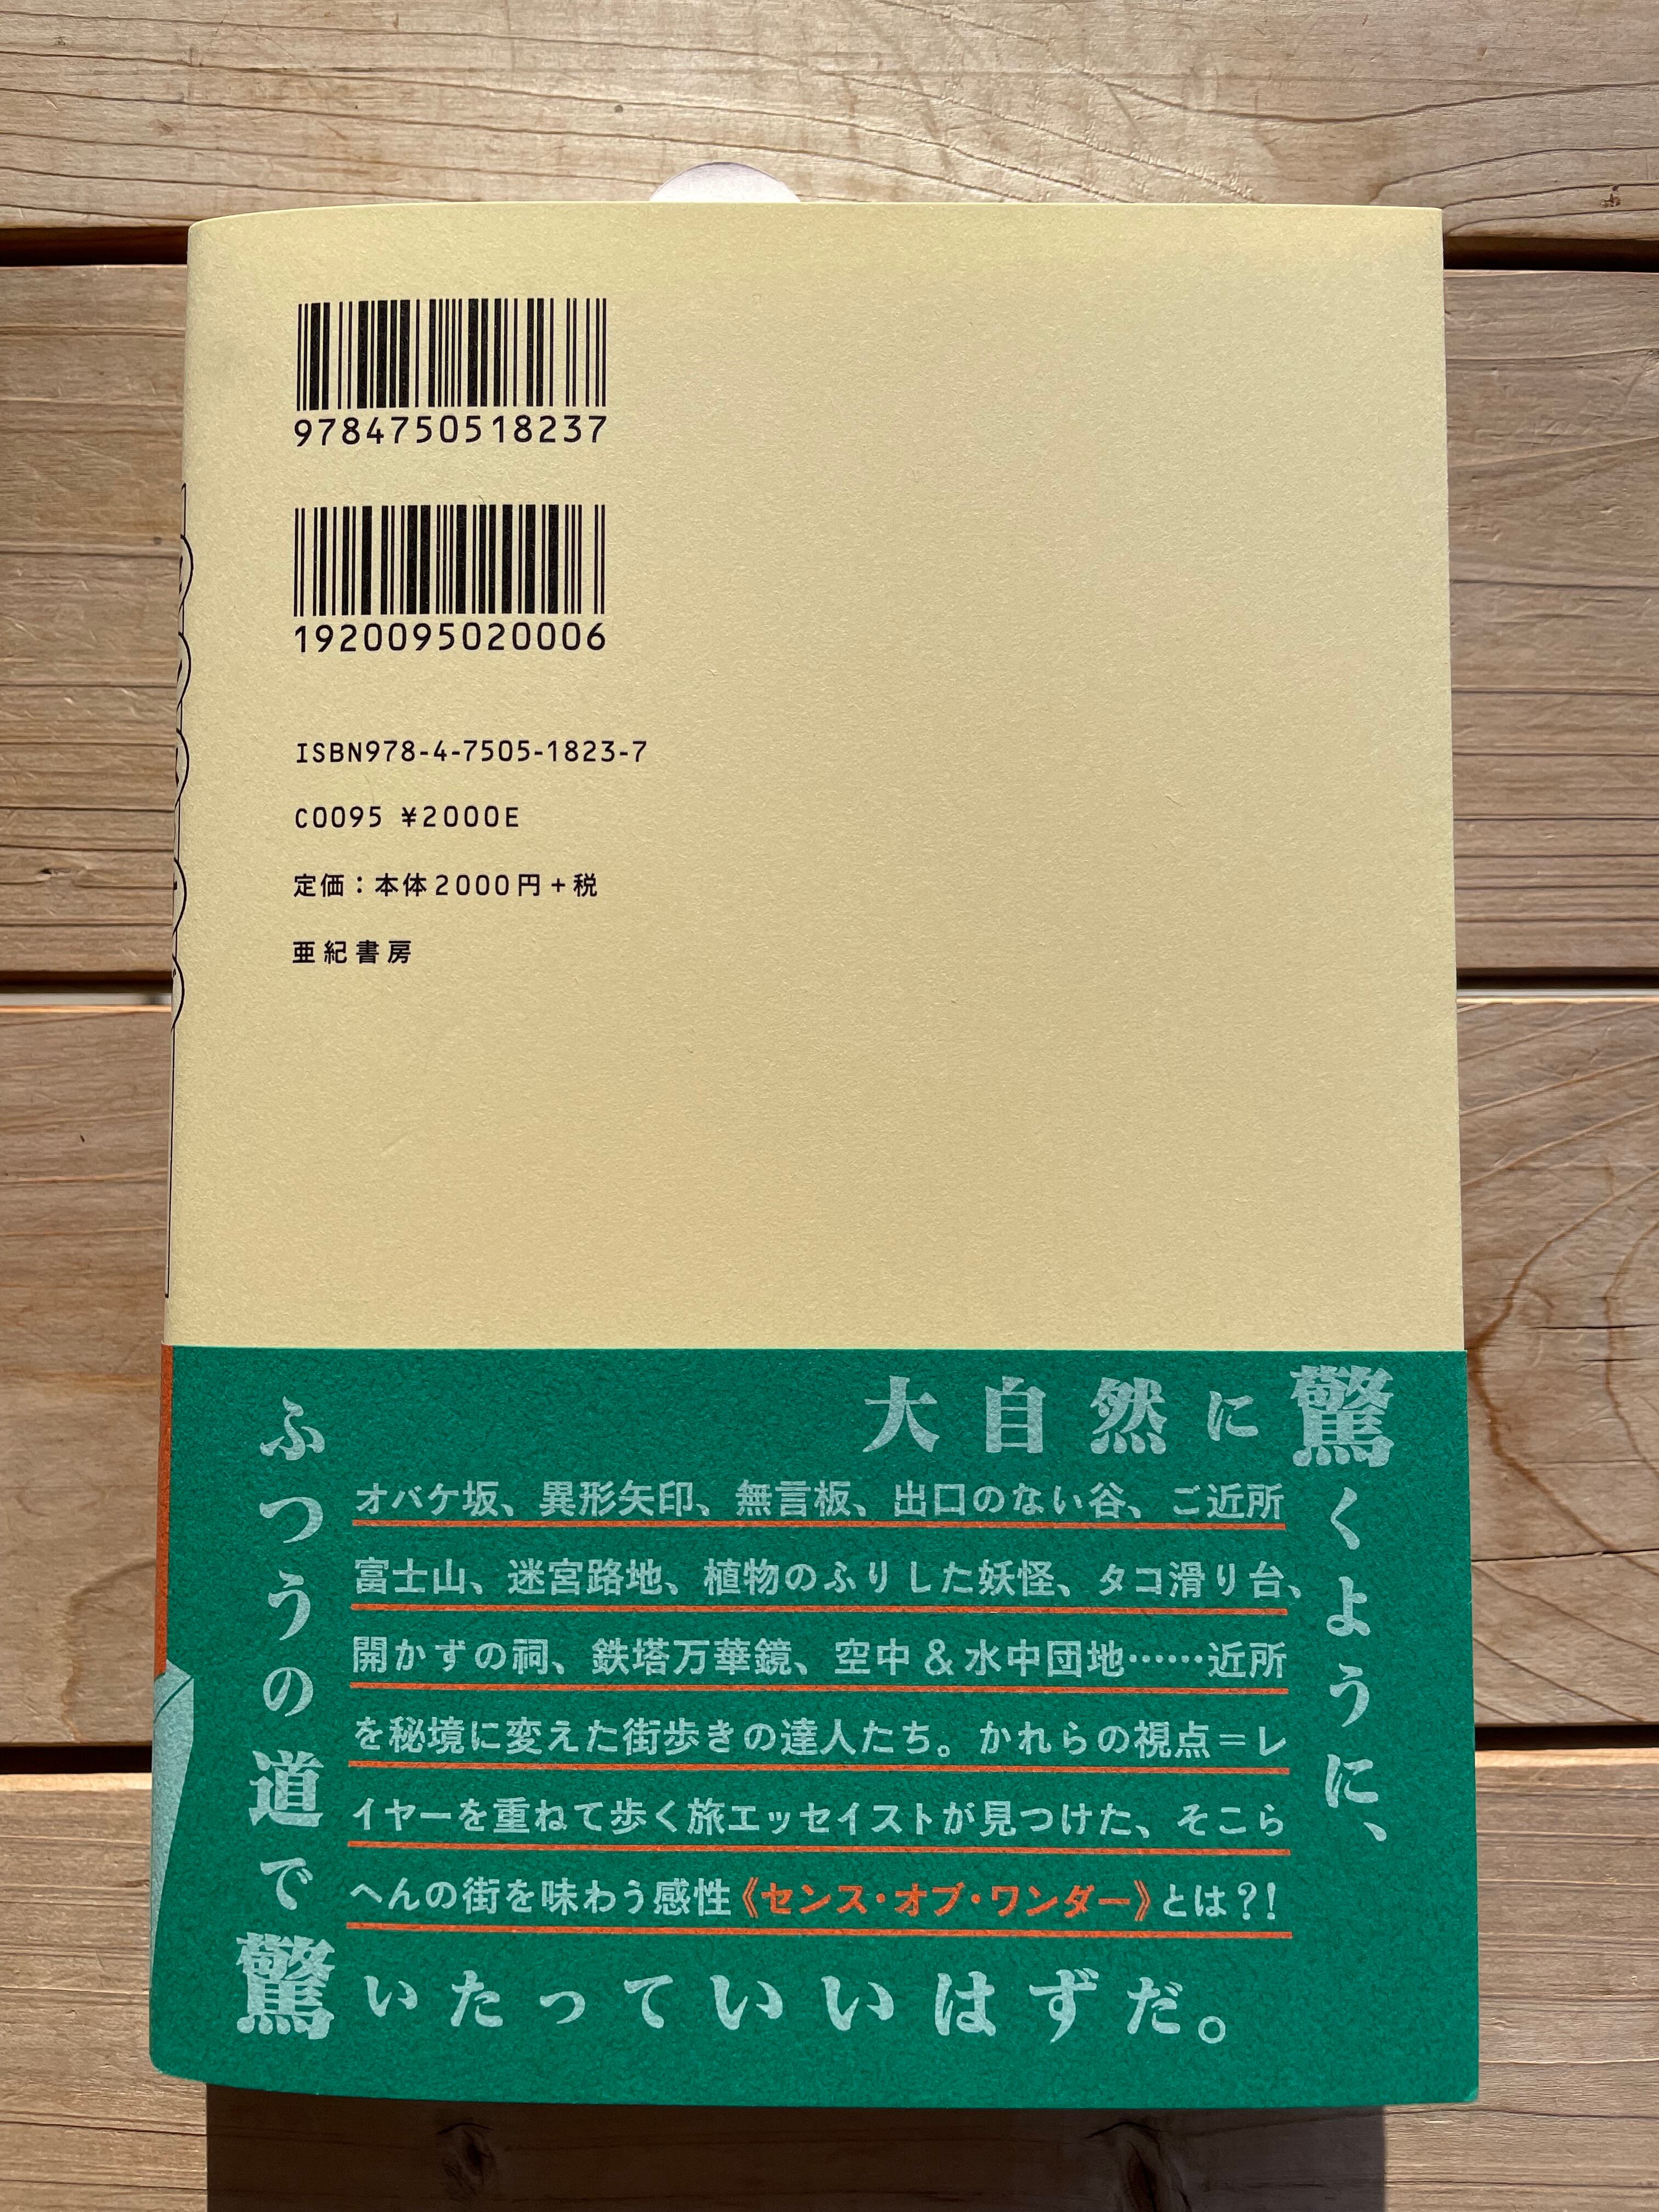 9784750518237
1920095020006
ISBN978-4-7505-1823-7
C0095 ¥2000E
定価：本体2000円＋税
亜紀書房
大自然に驚くように、
オバケ坂、異形矢印、無言板、出口のない谷、ご近所
富士山、迷宮路地、植物のふりした妖怪、タコ滑り台、
開かずの祠、鉄塔万華鏡、空中＆水中団地……近所
を秘境に変えた街歩きの達人たち。かれらの視点＝レ
イヤーを重ねて歩く旅エッセイストが見つけた、そこら
へんの街を味わう感性《センス・オブ・ワンダー》とは？！
ふつうの道で驚いたっていいはずだ。